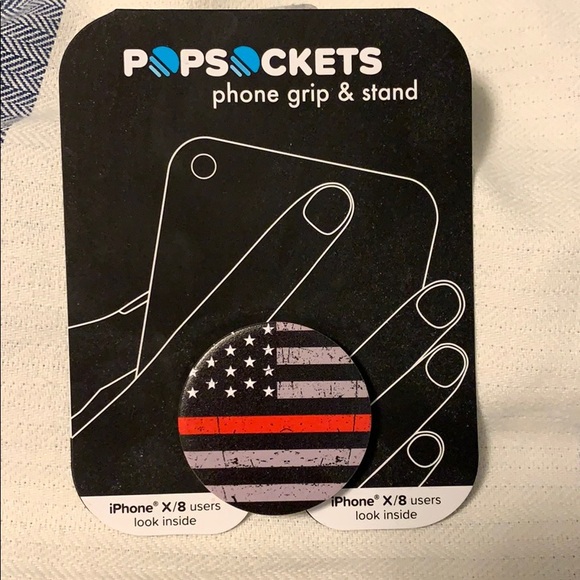 POPSOCKETS
phone grip & stand
iPhone® X/8 users
look inside
iPhone® X/8 users
look inside